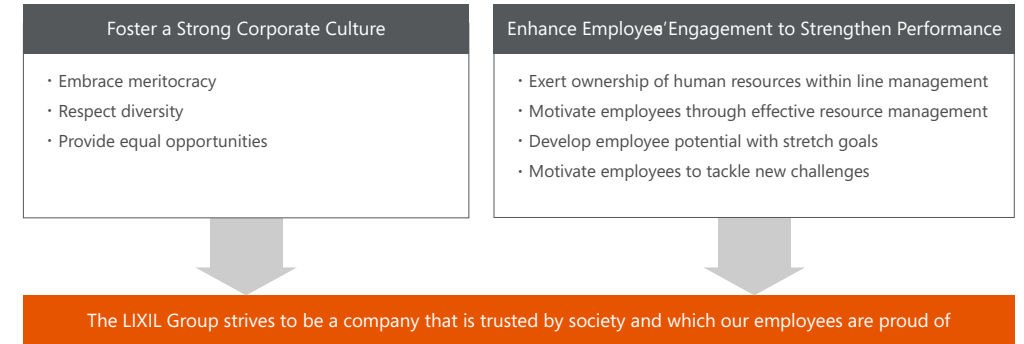 Foster a Strong Corporate Culture
・Embrace meritocracy
・Respect diversity
・Provide equal opportunities
Enhance Employee' Engagement to Strengthen Performance
・Exert ownership of human resources within line management
・Motivate employees through effective resource management
・Develop employee potential with stretch goals
・Motivate employees to tackle new challenges
The LIXIL Group strives to be a company that is trusted by society and which our employees are proud of